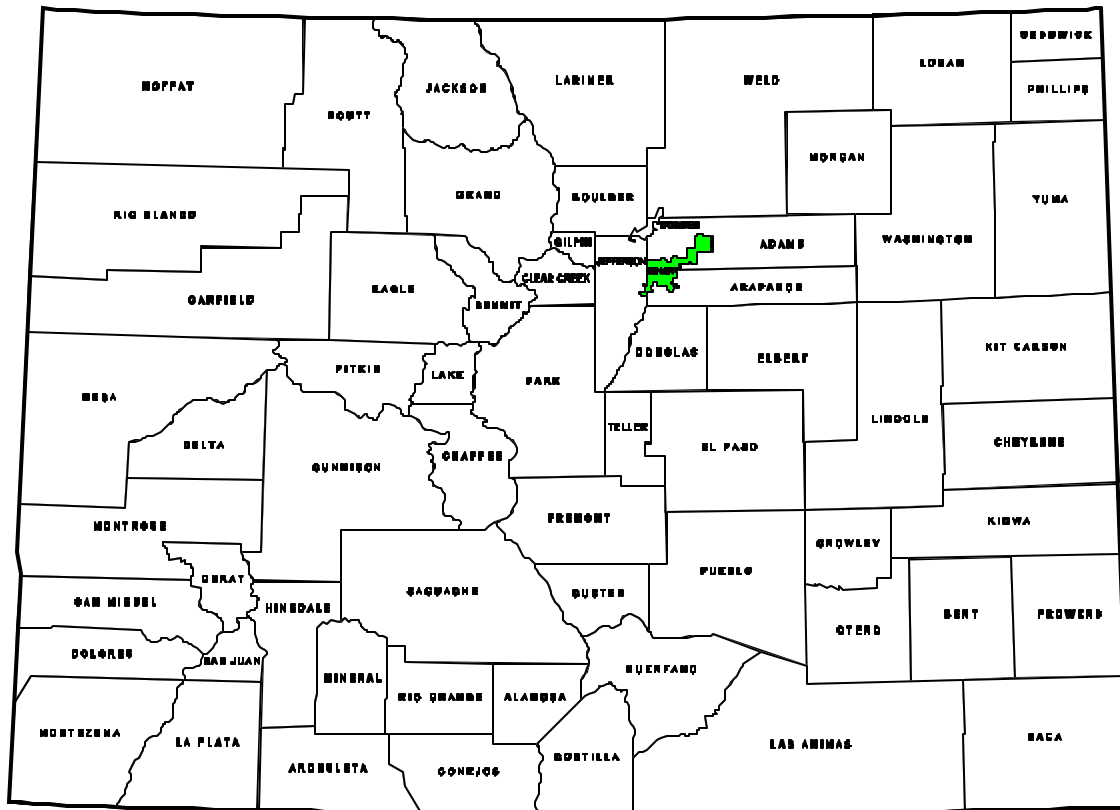 SEDGWICK
LOGAN
MOFFAT
JACKSON
LARIMER
WELD
PHILLIPS
ROUTT
MORGAN
RIO BLANCO
GRAND
BOULDER
YUMA
GILPIN
ADAMS
WASHINGTON
JEFFERSON
CLEAR CREEK
ARAPAHOE
GARFIELD
EAGLE
SUMMIT
DOUGLAS
ELBERT
KIT CARSON
PITKIN
LAKE
PARK
MESA
TELLER
LINCOLN
DELTA
GUNNISON
CHAFFEE
EL PASO
CHEYENNE
MONTROSE
FREMONT
KIOWA
CROWLEY
OURAY
SAGUACHE
CUSTER
PUEBLO
SAN MIGUEL
HINSDALE
OTERO
BENT
PROWERS
DOLORES
SAN JUAN
MINERAL
RIO GRANDE
ALAMOSA
HUERFANO
MONTEZUMA
LA PLATA
ARCHULETA
CONEJOS
COSTILLA
LAS ANIMAS
BACA